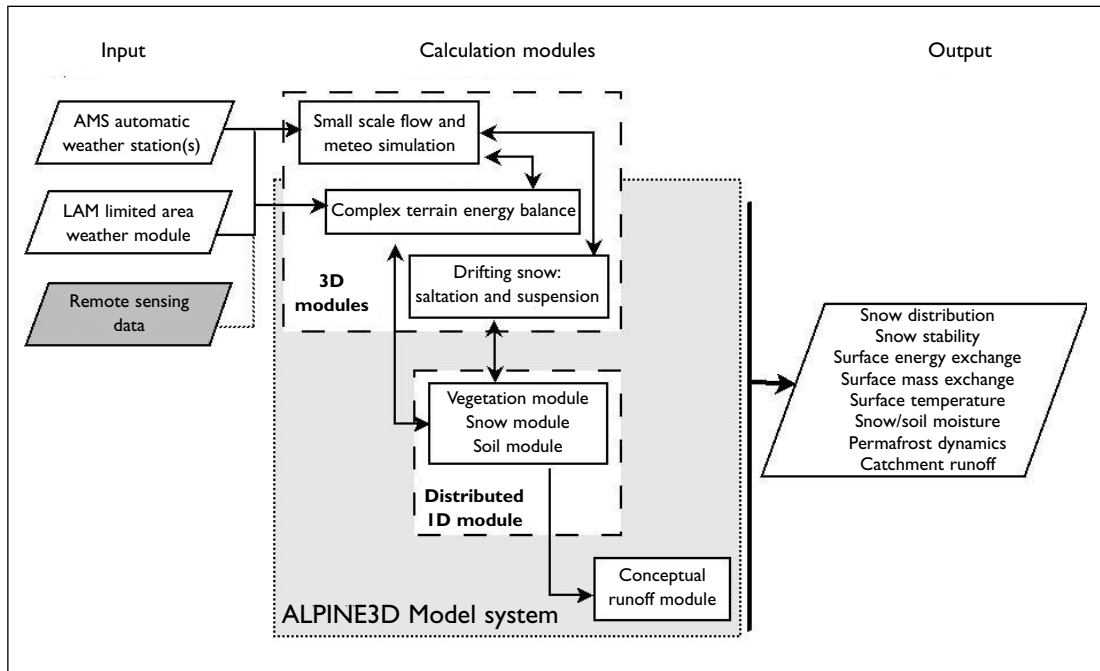 Input
Calculation modules
Output
AMS automatic
weather station(s)
LAM limited area
weather module
Remote sensing
data
Small scale flow and
meteo simulation
Complex terrain energy balance
Drifting snow:
saltation and suspension
3D
modules
Vegetation module
Snow module
Soil module
Distributed
1D module
Conceptual
runoff module
ALPINE3D Model system
Snow distribution
Snow stability
Surface energy exchange
Surface mass exchange
Surface temperature
Snow/soil moisture
Permafrost dynamics
Catchment runoff